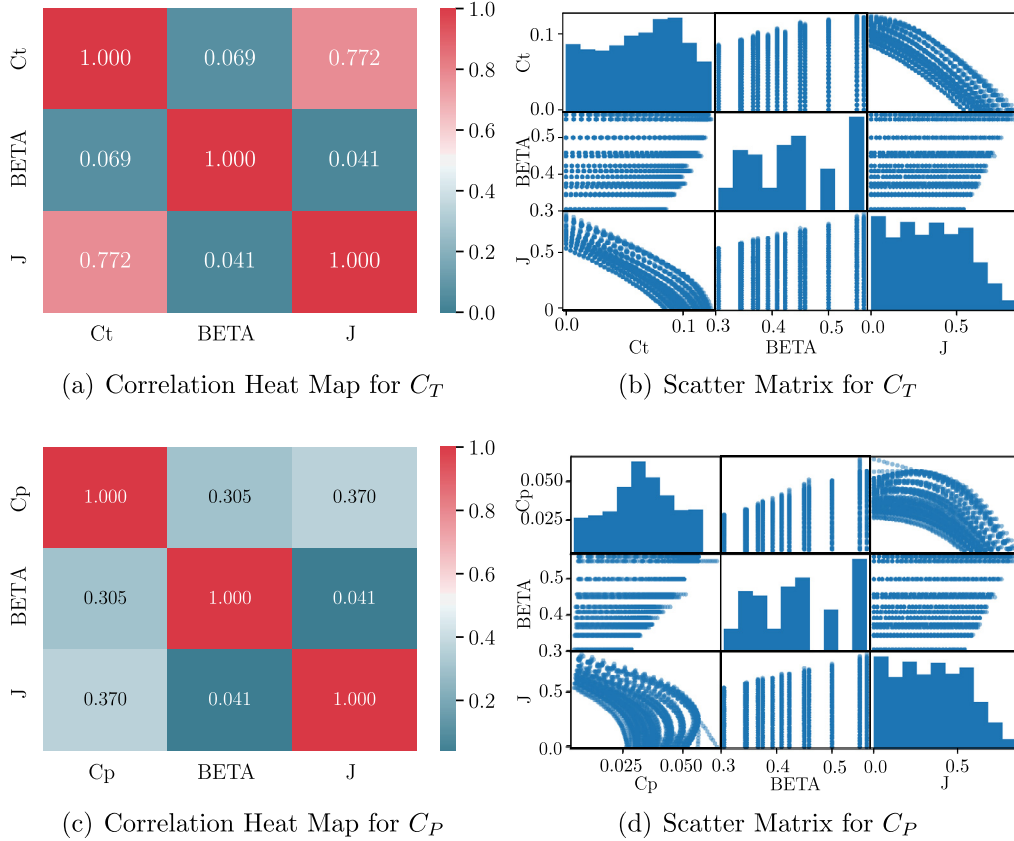 Ct 1.000 0.069 0.772
BETA 0.069 1.000 0.041
J 0.772 0.041 1.000
Ct BETA J
1.0
0.8
0.6
0.4
0.2
0.0
(a) Correlation Heat Map for C_T
Ct 0.1 0.0
BETA 0.5 0.4 0.3
J 0.5 0
0.0 0.1 0.3 0.4 0.5 0.0 0.5
Ct BETA J
(b) Scatter Matrix for C_T
Cp 1.000 0.305 0.370
BETA 0.305 1.000 0.041
J 0.370 0.041 1.000
Cp BETA J
1.0
0.8
0.6
0.4
0.2
(c) Correlation Heat Map for C_P
Cp 0.050 0.025
BETA 0.5 0.4 0.3
J 0.5 0.0
0.025 0.050 0.3 0.4 0.5 0.0 0.5
Cp BETA J
(d) Scatter Matrix for C_P